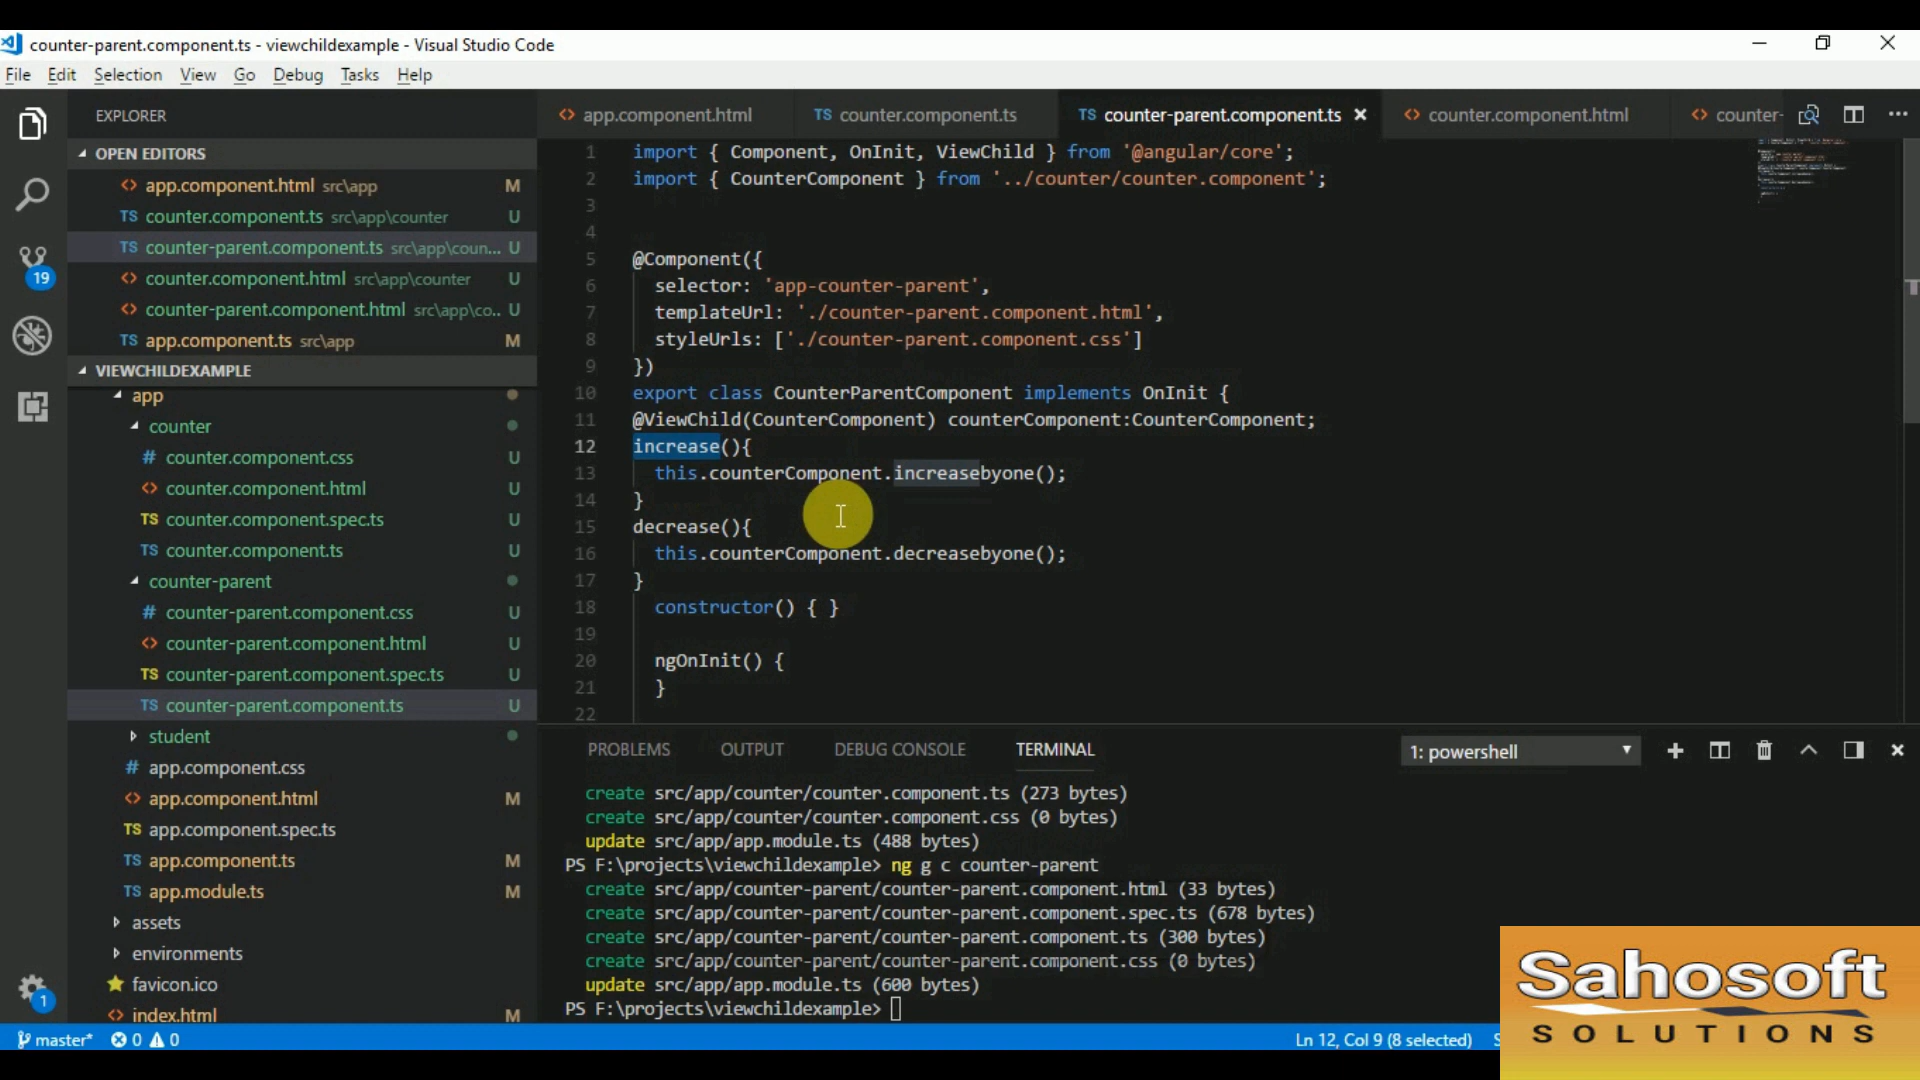 counter-parent.component.ts - viewchildexample - Visual Studio Code
File Edit Selection View Go Debug Tasks Help
EXPLORER
OPEN EDITORS
app.component.html src\app M
TS counter.component.ts src\app\counter U
TS counter-parent.component.ts src\app\coun... U
counter.component.html src\app\counter U
counter-parent.component.html src\app\co.. U
TS app.component.ts src\app M
VIEWCHILDEXAMPLE
app
counter
# counter.component.css U
<> counter.component.html U
TS counter.component.spec.ts U
TS counter.component.ts U
counter-parent
# counter-parent.component.css U
<> counter-parent.component.html U
TS counter-parent.component.spec.ts U
TS counter-parent.component.ts U
student
# app.component.css
<> app.component.html M
TS app.component.spec.ts
TS app.component.ts M
TS app.module.ts M
assets
environments
favicon.ico
<> index.html M
19
1
<> app.component.html TS counter.component.ts TS counter-parent.component.ts <> counter.component.html <> counter-
1 import { Component, OnInit, ViewChild } from '@angular/core';
2 import { CounterComponent } from '../counter/counter.component';
3
4
5 @Component({
6 selector: 'app-counter-parent',
7 templateUrl: './counter-parent.component.html',
8 styleUrls: ['./counter-parent.component.css']
9 })
10 export class CounterParentComponent implements OnInit {
11 @ViewChild(CounterComponent) counterComponent:CounterComponent;
12 increase(){
13 this.counterComponent.increasebyone();
14 }
15 decrease(){
16 this.counterComponent.decreasebyone();
17 }
18 constructor() { }
19
20 ngOnInit() {
21 }
22
PROBLEMS OUTPUT DEBUG CONSOLE TERMINAL 1: powershell
create src/app/counter/counter.component.ts (273 bytes)
create src/app/counter/counter.component.css (0 bytes)
update src/app/app.module.ts (488 bytes)
PS F:\projects\viewchildexample> ng g c counter-parent
create src/app/counter-parent/counter-parent.component.html (33 bytes)
create src/app/counter-parent/counter-parent.component.spec.ts (678 bytes)
create src/app/counter-parent/counter-parent.component.ts (300 bytes)
create src/app/counter-parent/counter-parent.component.css (0 bytes)
update src/app/app.module.ts (600 bytes)
PS F:\projects\viewchildexample>
master* 0 0 Ln 12, Col 9 (8 selected)
Sahosoft
SOLUTIONS